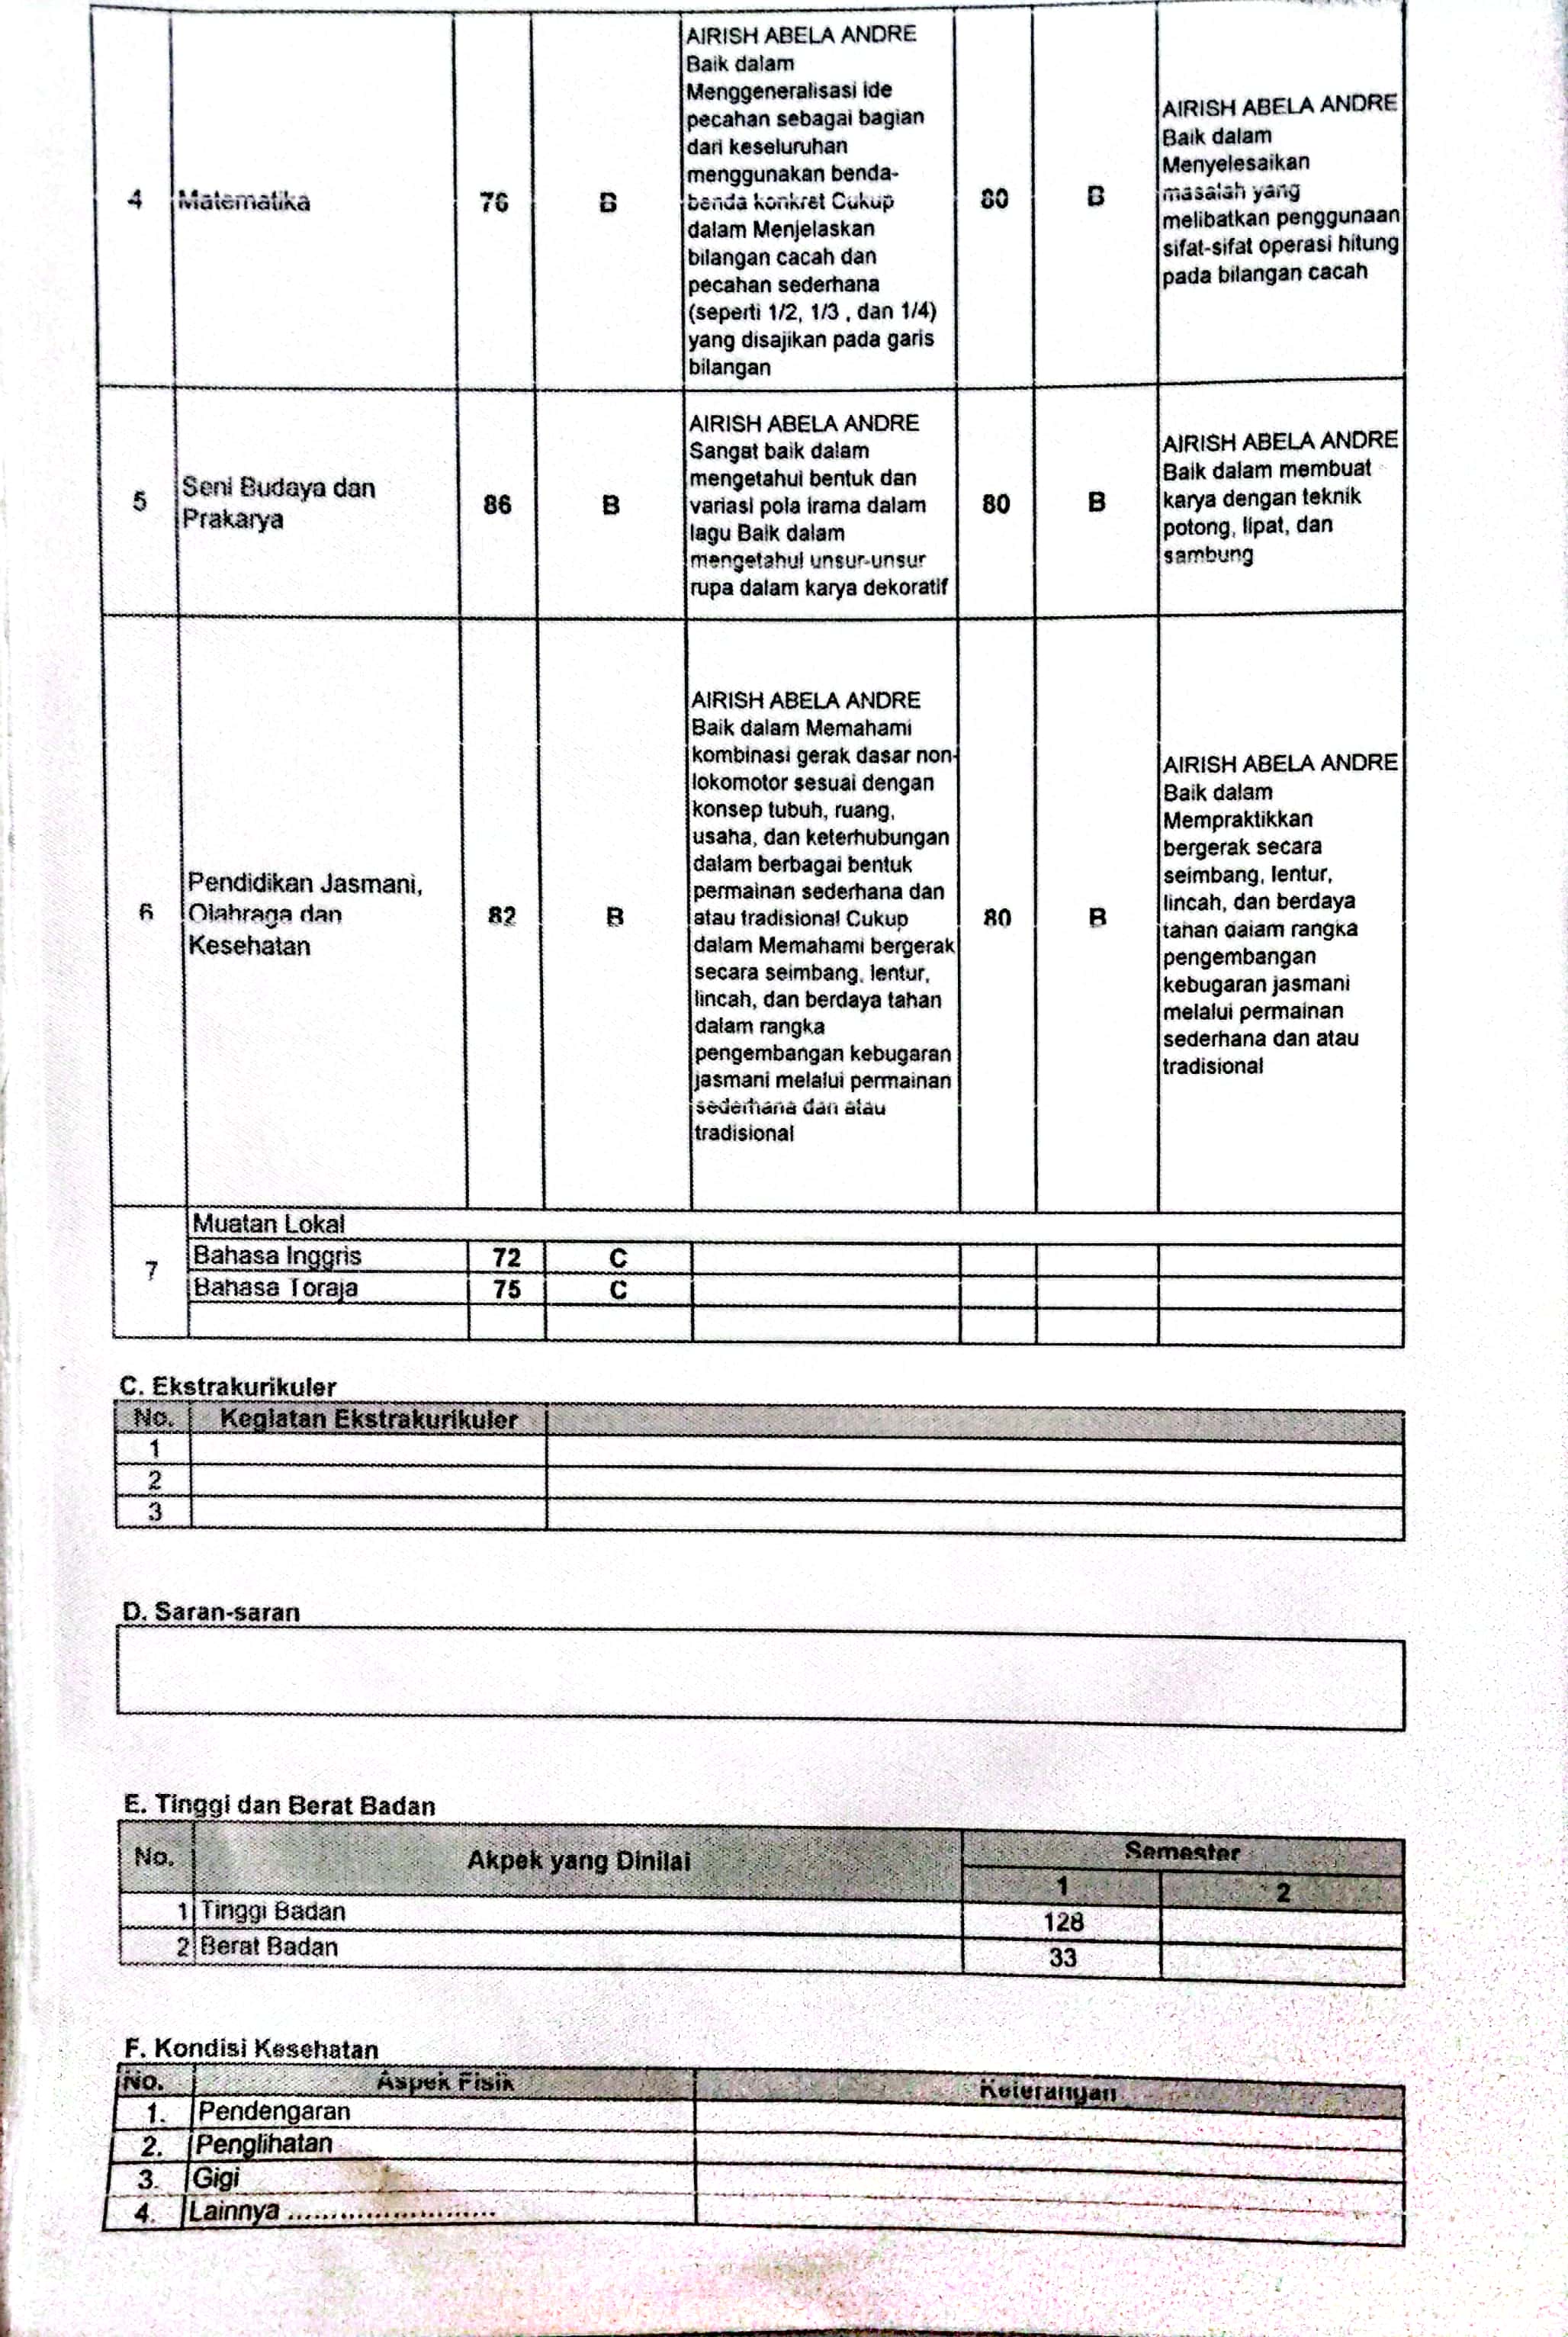 4
Matematika
76
B
AIRISH ABELA ANDRE
Baik dalam
Menggeneralisasi ide
pecahan sebagai bagian
dari keseluruhan
menggunakan benda-
benda konkret Cukup
dalam Menjelaskan
bilangan cacah dan
pecahan sederhana
(seperti 1/2, 1/3 , dan 1/4)
yang disajikan pada garis
bilangan
80
B
AIRISH ABELA ANDRE
Baik dalam
Menyelesaikan
masalah yang
melibatkan penggunaan
sifat-sifat operasi hitung
pada bilangan cacah
5
Seni Budaya dan
Prakarya
86
B
AIRISH ABELA ANDRE
Sangat baik dalam
mengetahui bentuk dan
variasi pola irama dalam
lagu Baik dalam
mengetahui unsur-unsur
rupa dalam karya dekoratif
80
B
AIRISH ABELA ANDRE
Baik dalam membuat
karya dengan teknik
potong, lipat, dan
sambung
6
Pendidikan Jasmani,
Olahraga dan
Kesehatan
82
B
AIRISH ABELA ANDRE
Baik dalam Memahami
kombinasi gerak dasar non-
lokomotor sesuai dengan
konsep tubuh, ruang,
usaha, dan keterhubungan
dalam berbagai bentuk
permainan sederhana dan
atau tradisional Cukup
dalam Memahami bergerak
secara seimbang, lentur,
lincah, dan berdaya tahan
dalam rangka
pengembangan kebugaran
jasmani melalui permainan
sederhana dan atau
tradisional
80
B
AIRISH ABELA ANDRE
Baik dalam
Mempraktikkan
bergerak secara
seimbang, lentur,
lincah, dan berdaya
tahan dalam rangka
pengembangan
kebugaran jasmani
melalui permainan
sederhana dan atau
tradisional
7
Muatan Lokal
Bahasa Inggris 72 C
Bahasa Toraja 75 C
C. Ekstrakurikuler
No. Kegiatan Ekstrakurikuler
1
2
3
D. Saran-saran
E. Tinggi dan Berat Badan
No. Akpek yang Dinilai Semester
1 2
1 Tinggi Badan 128
2 Berat Badan 33
F. Kondisi Kesehatan
No. Aspek Fisik Keterangan
1. Pendengaran
2. Penglihatan
3. Gigi
4. Lainnya ........................